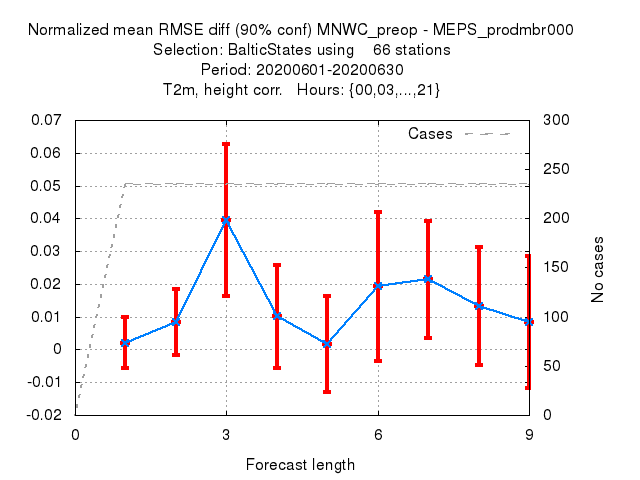 Normalized mean RMSE diff (90% conf) MNWC_preop - MEPS_prodmbr000
Selection: BalticStates using 66 stations
Period: 20200601-20200630
T2m, height corr. Hours: {00,03,...,21}
Cases
0.07
0.06
0.05
0.04
0.03
0.02
0.01
0
-0.01
-0.02
300
250
200
150
100
50
0
No cases
0 3 6 9
Forecast length